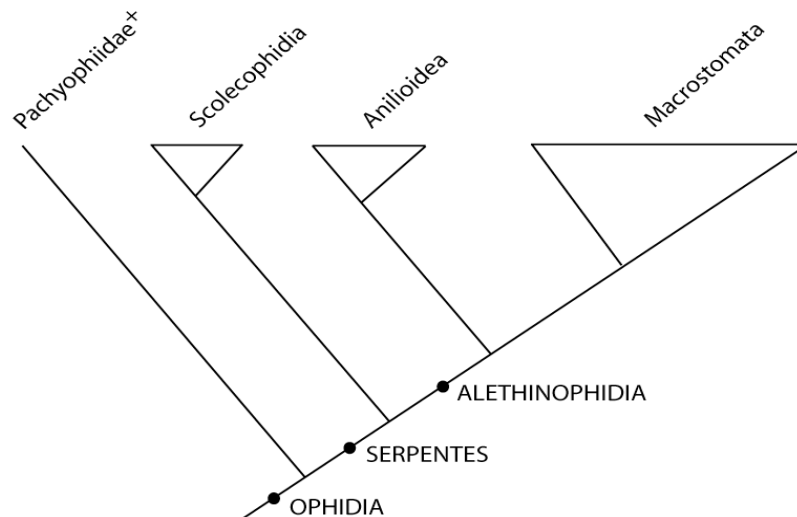 Pachyophiidae+
Scolecophidia
Anilioidea
Macrostomata
ALETHINOPHIDIA
SERPENTES
OPHIDIA